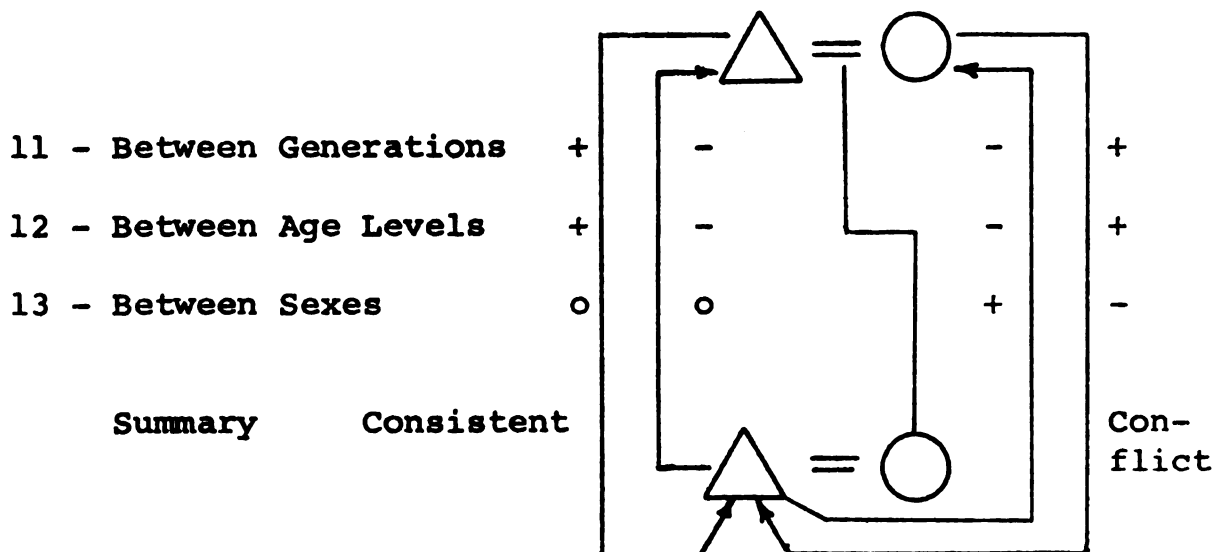 11 - Between Generations + - - +
12 - Between Age Levels + - - +
13 - Between Sexes o o + -
Summary Consistent Con-
flict